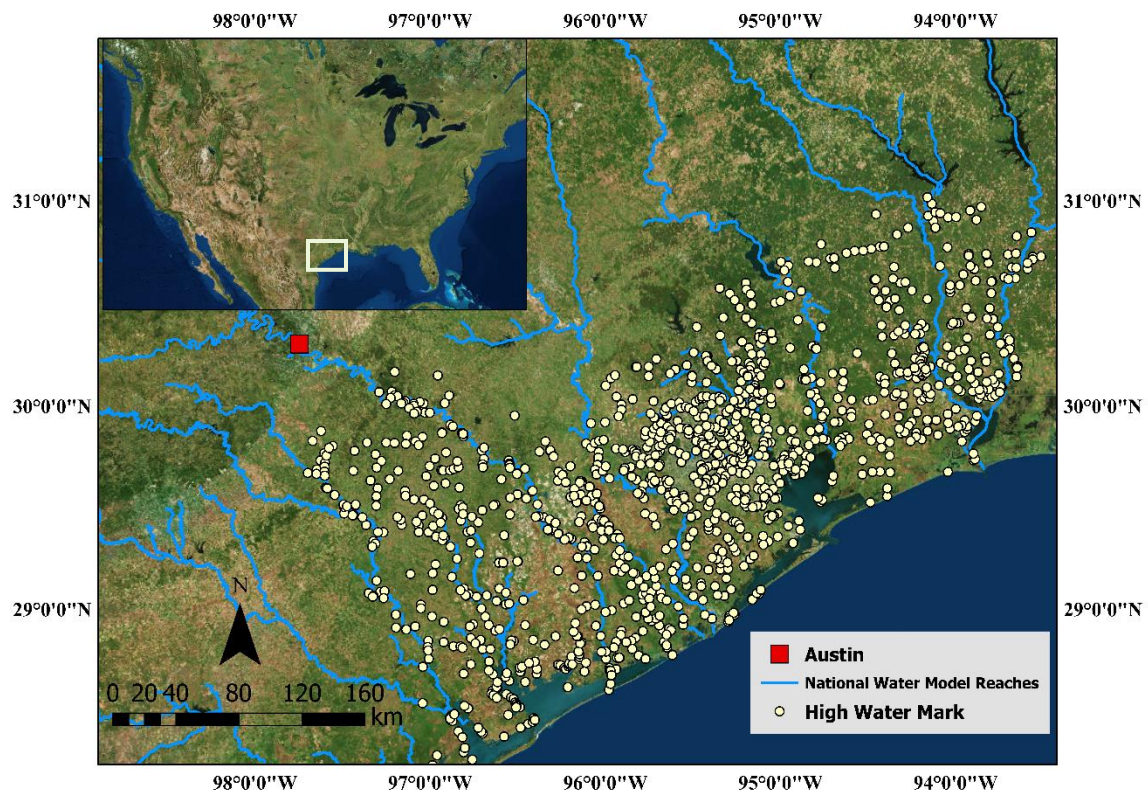 98°0'0"W 97°0'0"W 96°0'0"W 95°0'0"W 94°0'0"W
31°0'0"N 31°0'0"N
30°0'0"N 30°0'0"N
29°0'0"N 29°0'0"N
N
0 20 40 80 120 160
km
Austin
National Water Model Reaches
High Water Mark
98°0'0"W 97°0'0"W 96°0'0"W 95°0'0"W 94°0'0"W